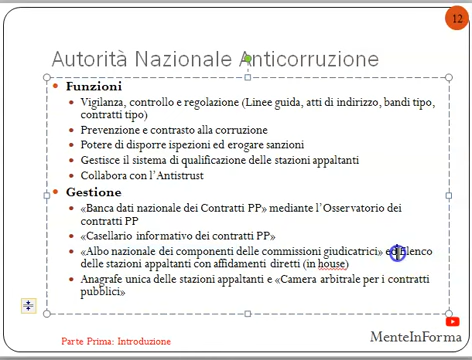 12
Autorità Nazionale Anticorruzione
• Funzioni
• Vigilanza, controllo e regolazione (Linee guida, atti di indirizzo, bandi tipo,
contratti tipo)
• Prevenzione e contrasto alla corruzione
• Potere di disporre ispezioni ed erogare sanzioni
• Gestisce il sistema di qualificazione delle stazioni appaltanti
• Collabora con l'Antistrust
• Gestione
• «Banca dati nazionale dei Contratti PP» mediante l'Osservatorio dei
contratti PP
• «Casellario informativo dei contratti PP»
• «Albo nazionale dei componenti delle commissioni giudicatrici»
delle stazioni appaltanti con affidamenti diretti (in house)
• Anagrafe unica delle stazioni appaltanti e «Camera arbitrale per i contratti
pubblici»
Parte Prima: Introduzione
MenteInForma